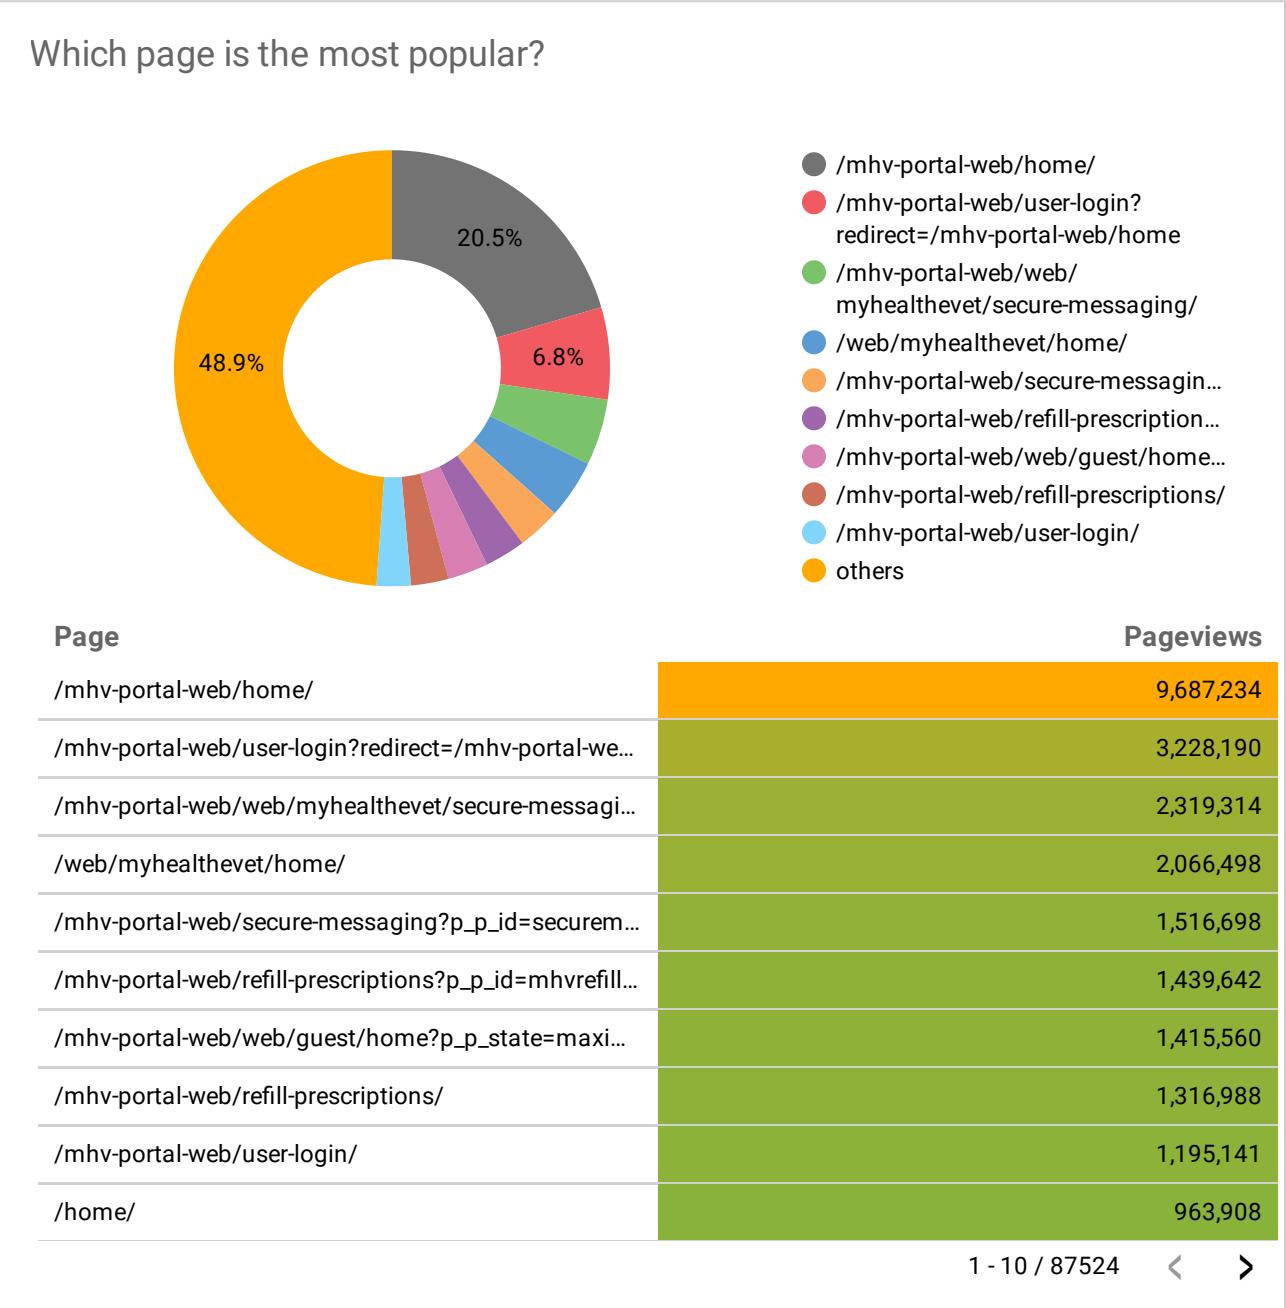 Which page is the most popular?
20.5%
6.8%
48.9%
/mhv-portal-web/home/
/mhv-portal-web/user-login?
redirect=/mhv-portal-web/home
/mhv-portal-web/web/
myhealthevet/secure-messaging/
/web/myhealthevet/home/
/mhv-portal-web/secure-messagin...
/mhv-portal-web/refill-prescription...
/mhv-portal-web/web/guest/home...
/mhv-portal-web/refill-prescriptions/
/mhv-portal-web/user-login/
others
Page Pageviews
/mhv-portal-web/home/ 9,687,234
/mhv-portal-web/user-login?redirect=/mhv-portal-we... 3,228,190
/mhv-portal-web/web/myhealthevet/secure-messagi... 2,319,314
/web/myhealthevet/home/ 2,066,498
/mhv-portal-web/secure-messaging?p_p_id=securem... 1,516,698
/mhv-portal-web/refill-prescriptions?p_p_id=mhvrefill... 1,439,642
/mhv-portal-web/web/guest/home?p_p_state=maxi... 1,415,560
/mhv-portal-web/refill-prescriptions/ 1,316,988
/mhv-portal-web/user-login/ 1,195,141
/home/ 963,908
1 - 10 / 87524 < >